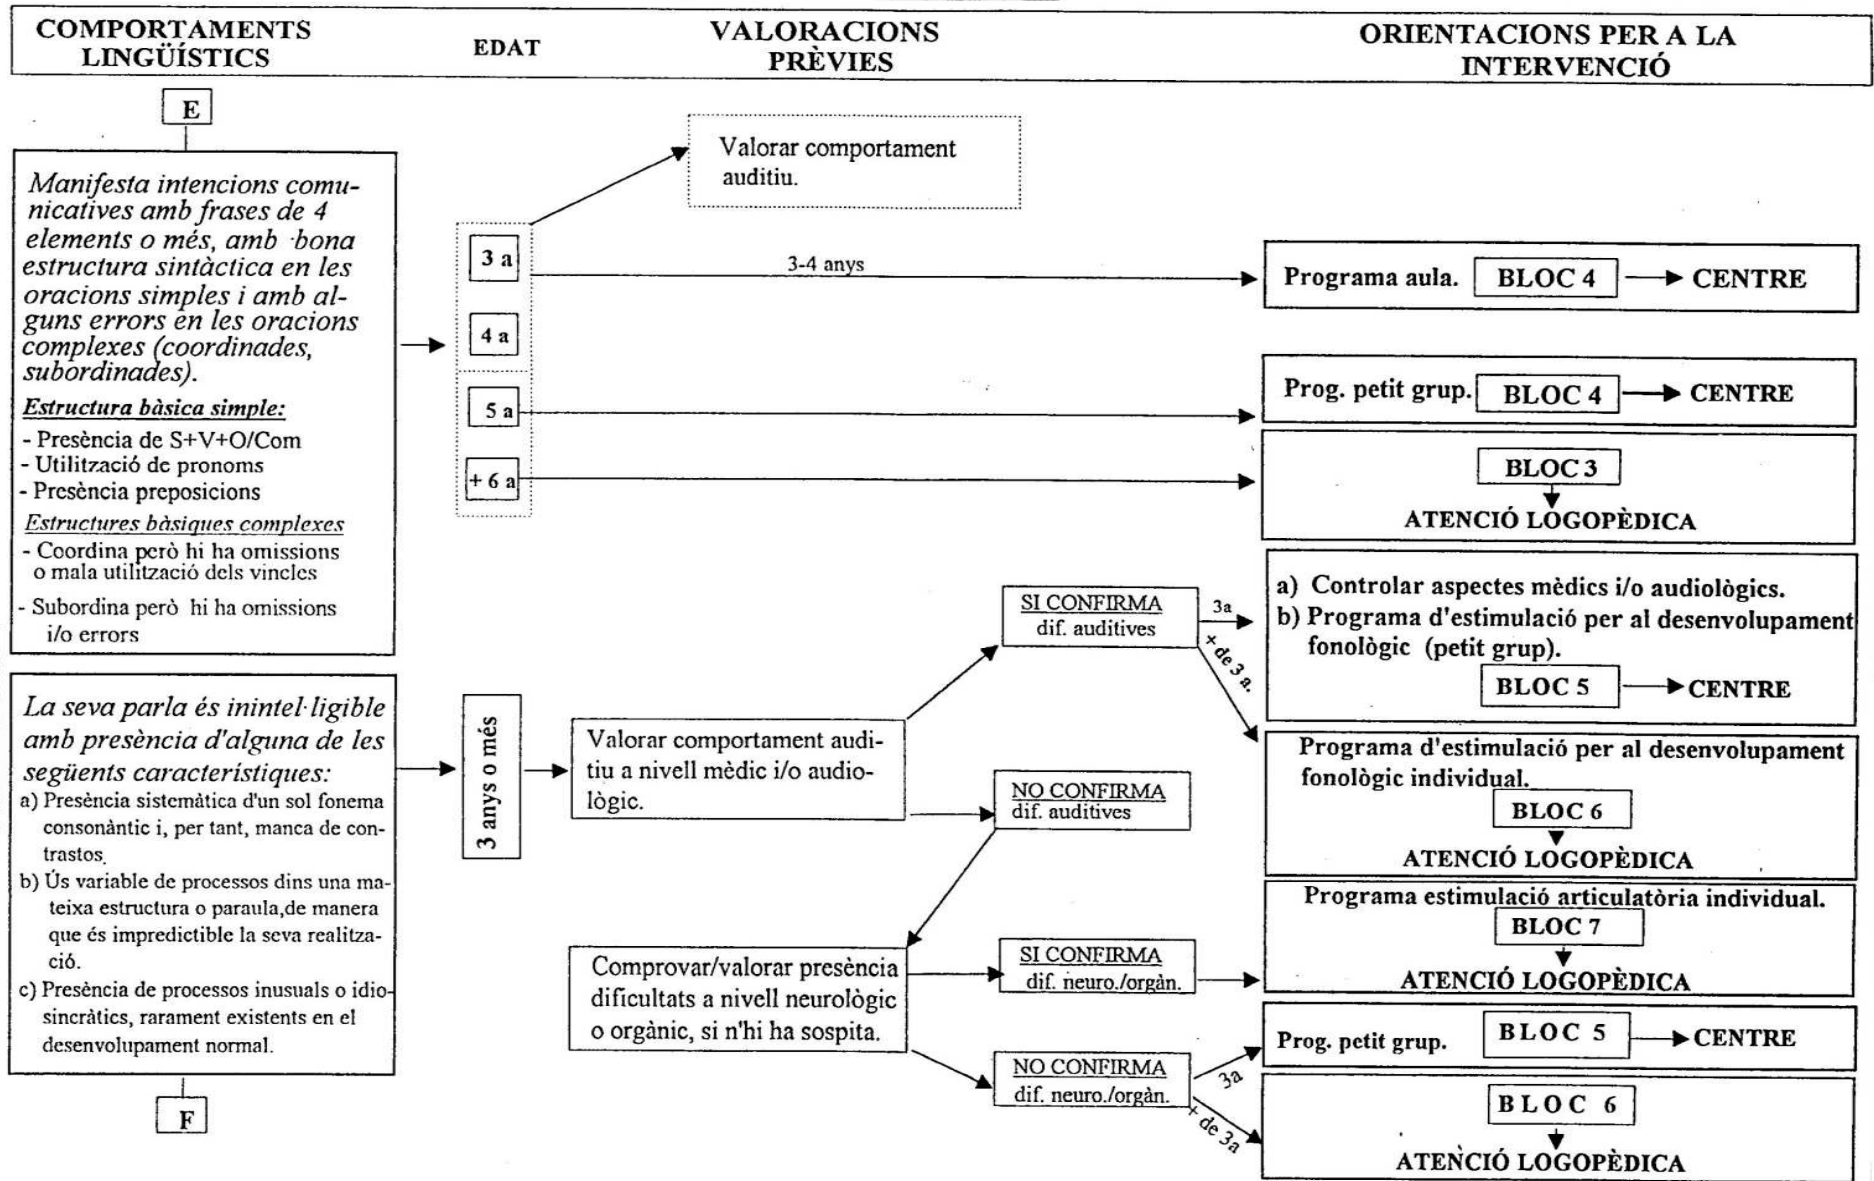 COMPORTAMENTS
LINGÜÍSTICS
EDAT
VALORACIONS
PRÈVIES
ORIENTACIONS PER A LA
INTERVENCIÓ
E
Manifesta intencions comu-
nicatives amb frases de 4
elements o més, amb bona
estructura sintàctica en les
oracions simples i amb al-
guns errors en les oracions
complexes (coordinades,
subordinades).
Estructura bàsica simple:
- Presència de S+V+O/Com
- Utilització de pronoms
- Presència preposicions
Estructures bàsiques complexes
- Coordina però hi ha omissions
o mala utilització dels vincles
- Subordina però hi ha omissions
i/o errors
3 a
4 a
5 a
+ 6 a
Valorar comportament
auditiu.
3-4 anys
Programa aula. BLOC 4 CENTRE
Prog. petit grup. BLOC 4 CENTRE
BLOC 3
ATENCIÓ LOGOPÈDICA
La seva parla és inintel·ligible
amb presència d'alguna de les
següents característiques:
a) Presència sistemàtica d'un sol fonema
consonàntic i, per tant, manca de con-
trastos.
b) Ús variable de processos dins una ma-
teixa estructura o paraula,de manera
que és impredictible la seva realitza-
ció.
c) Presència de processos inusuals o idio-
sincràtics, rarament existents en el
desenvolupament normal.
F
3 anys o més
Valorar comportament audi-
tiu a nivell mèdic i/o audio-
lògic.
SI CONFIRMA
dif. auditives
3a
+ de 3 a.
a) Controlar aspectes mèdics i/o audiològics.
b) Programa d'estimulació per al desenvolupament
fonològic (petit grup).
BLOC 5 CENTRE
Programa d'estimulació per al desenvolupament
fonològic individual.
BLOC 6
ATENCIÓ LOGOPÈDICA
NO CONFIRMA
dif. auditives
Comprovar/valorar presència
dificultats a nivell neurològic
o orgànic, si n'hi ha sospita.
SI CONFIRMA
dif. neuro./orgàn.
Programa estimulació articulatòria individual.
BLOC 7
ATENCIÓ LOGOPÈDICA
NO CONFIRMA
dif. neuro./orgàn.
3a
+ de 3a
Prog. petit grup. BLOC 5 CENTRE
BLOC 6
ATENCIÓ LOGOPÈDICA